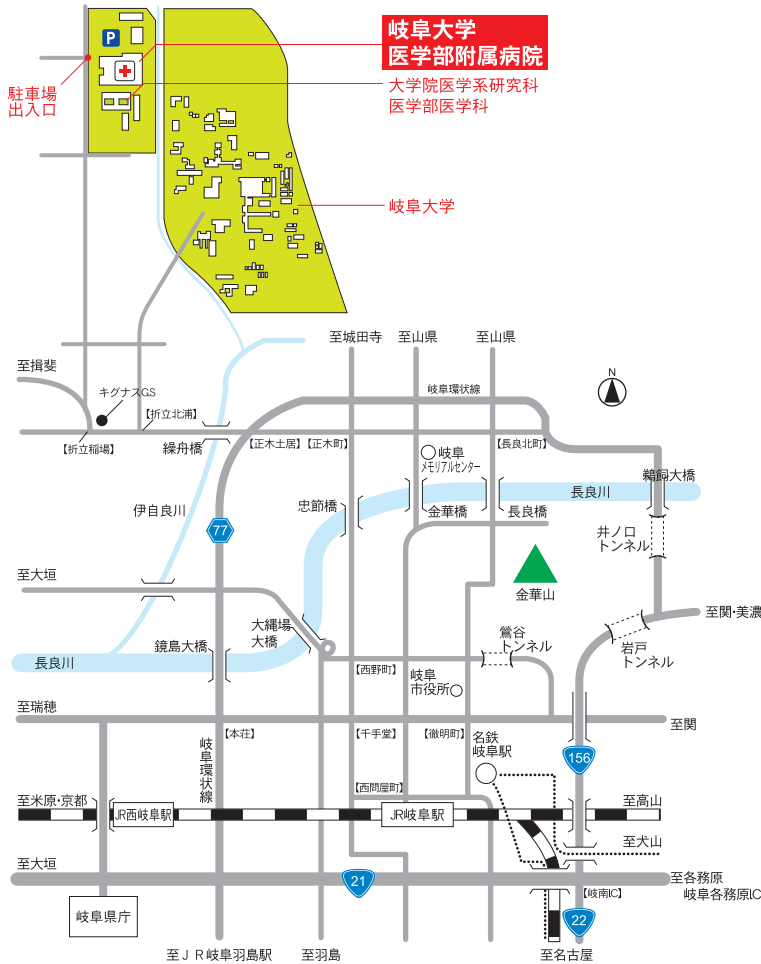 岐阜大学
医学部附属病院
P
大学院医学系研究科
医学部医学科
駐車場
出入口
岐阜大学
至城田寺
至山県
至山県
至揖斐
N
キグナスGS
岐阜環状線
【折立北浦】
【折立稲場】
繰舟橋
【正木土居】
【正木町】
【長良北町】
岐阜
メモリアルセンター
鵜飼大橋
長良川
伊自良川
忠節橋
金華橋
長良橋
77
井ノ口
トンネル
至大垣
金華山
至関・美濃
大縄場
大橋
鶯谷
トンネル
鏡島大橋
岩戸
トンネル
長良川
【西野町】
岐阜
市役所
至瑞穂
至関
【本荘】
【千手堂】
【徹明町】
名鉄
岐阜駅
岐阜環状線
156
【西問屋町】
至米原・京都
JR西岐阜駅
JR岐阜駅
至高山
至犬山
至大垣
21
至各務原
岐阜各務原IC
【岐南IC】
岐阜県庁
22
至ＪＲ岐阜羽島駅
至羽島
至名古屋